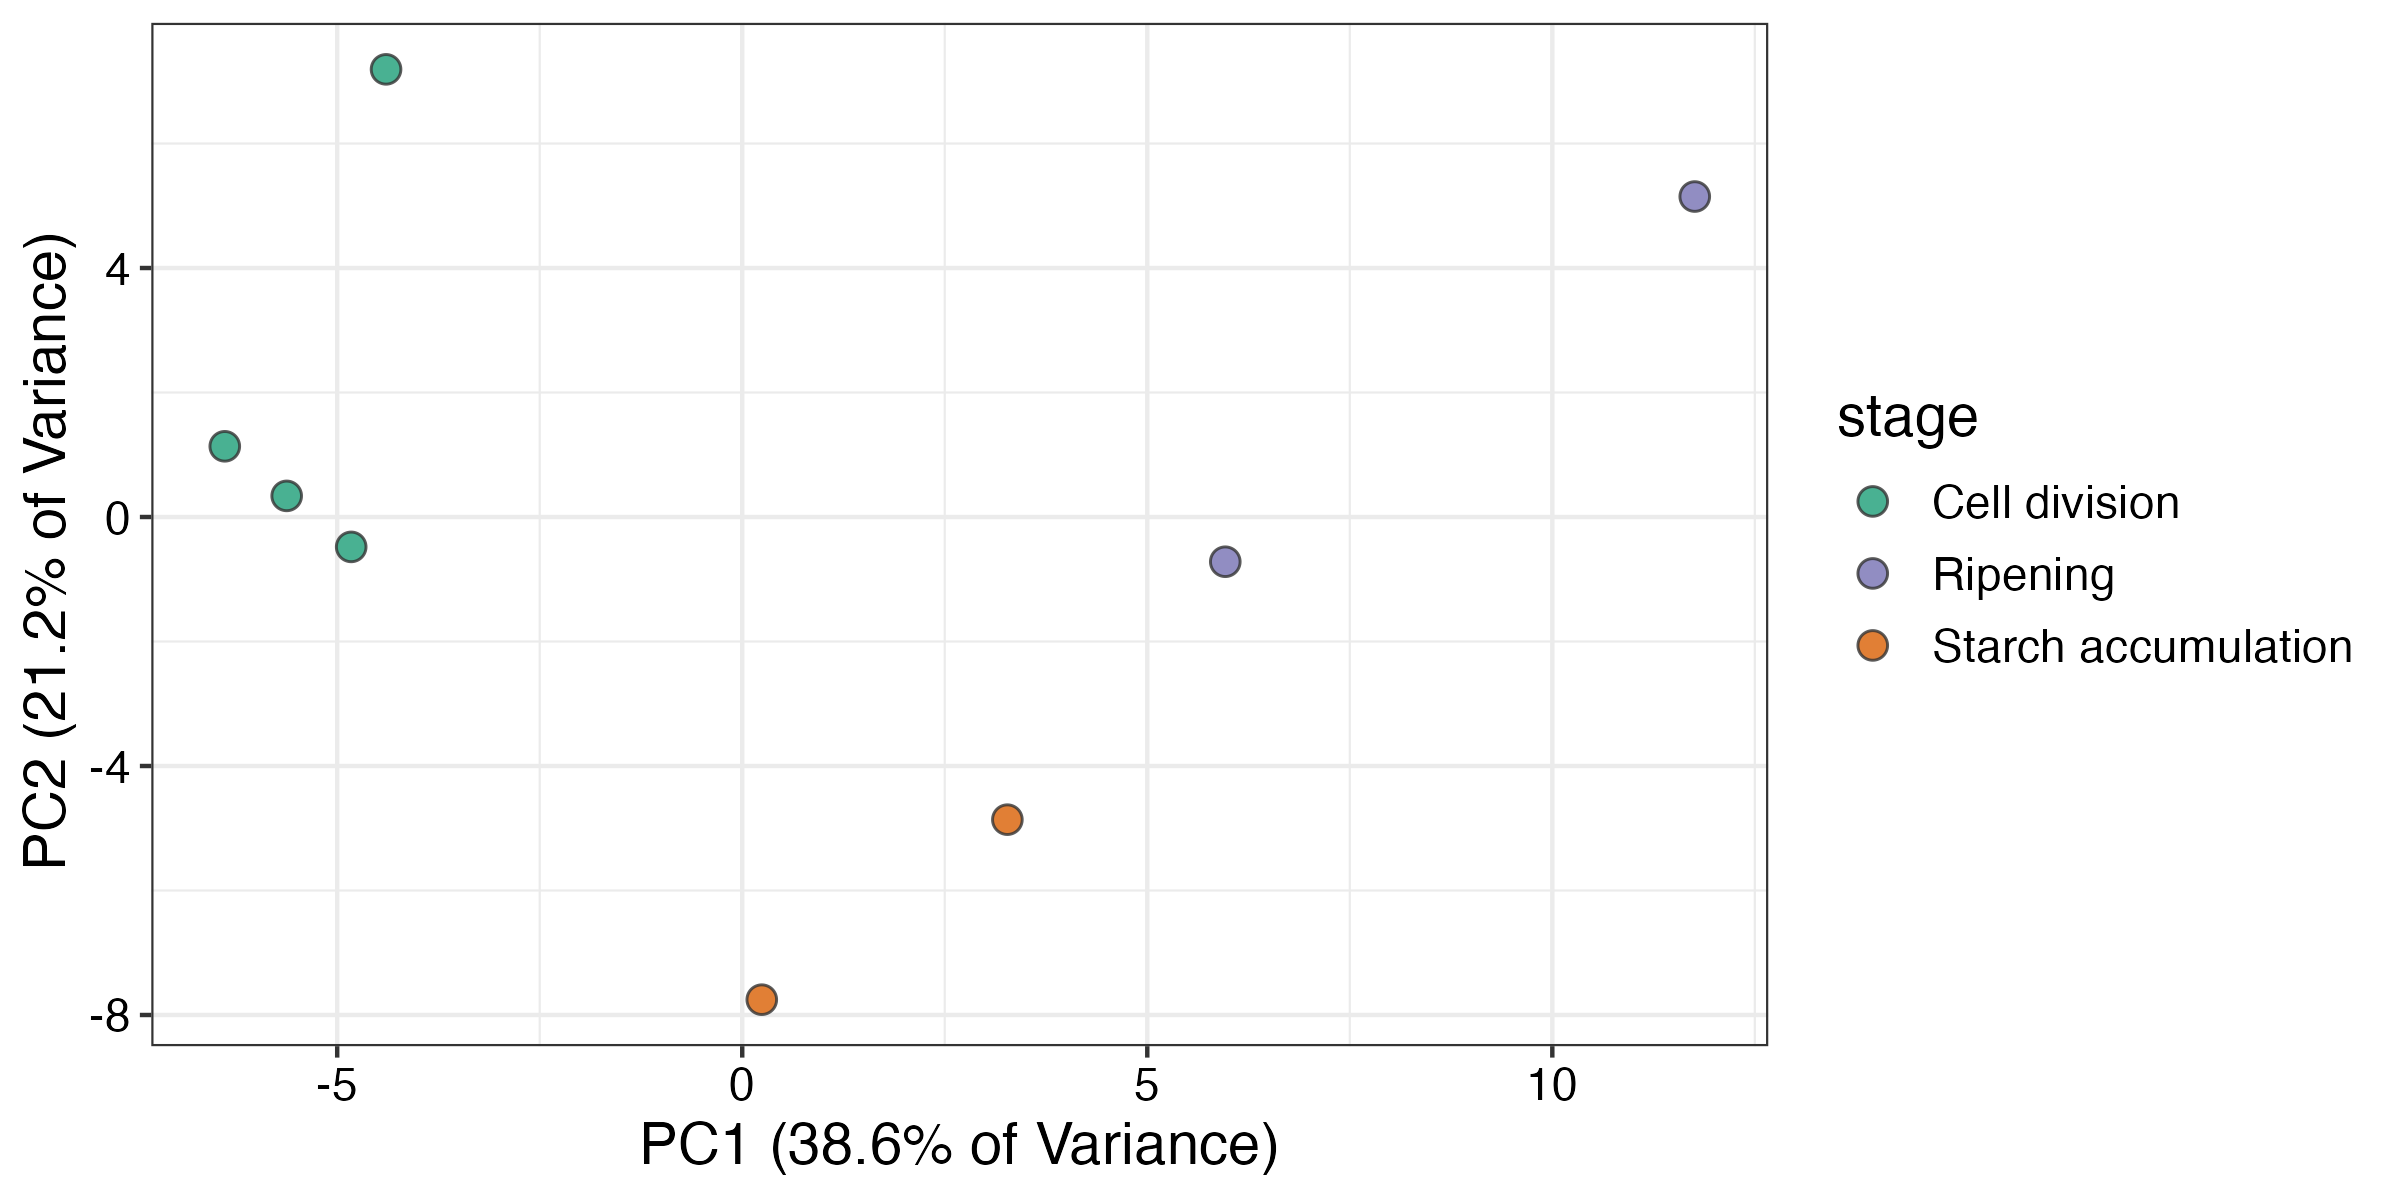 PC2 (21.2% of Variance)
4
0
-4
-8
-5
0
5
10
PC1 (38.6% of Variance)
stage
Cell division
Ripening
Starch accumulation